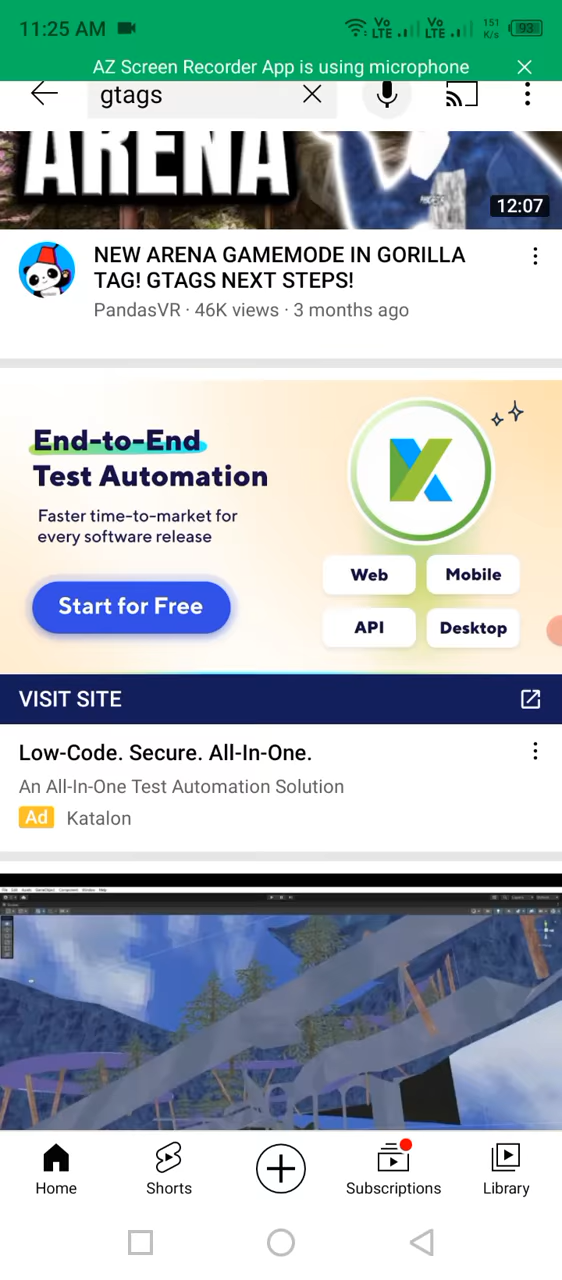 11:25 AM
Vo LTE Vo LTE 151 K/s 93
AZ Screen Recorder App is using microphone
gtags
ARENA
12:07
NEW ARENA GAMEMODE IN GORILLA
TAG! GTAGS NEXT STEPS!
PandasVR · 46K views · 3 months ago
End-to-End
Test Automation
Faster time-to-market for
every software release
Start for Free
Web Mobile
API Desktop
VISIT SITE
Low-Code. Secure. All-In-One.
An All-In-One Test Automation Solution
Ad Katalon
Home Shorts Subscriptions Library